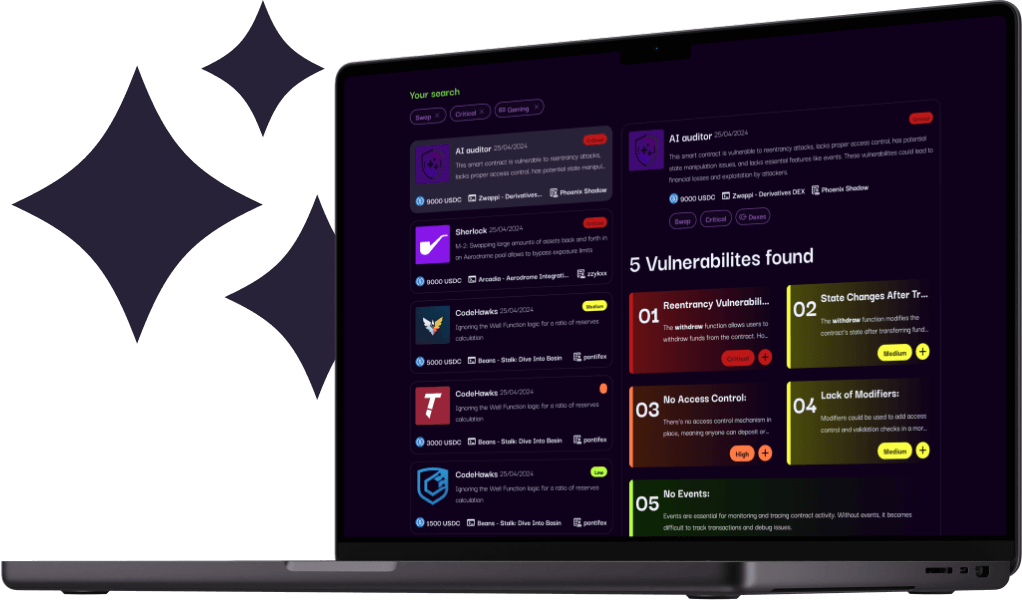 Your search
Swap ×
Critical ×
Gaming ×
AI auditor 25/04/2024
Critical
This smart contract is vulnerable to reentrancy attacks,
lacks proper access control, has potential state manipul...
9000 USDC
Zwappi - Derivatives...
Phoenix Shadow
Sherlock 25/04/2024
Critical
M-2: Swapping large amounts of assets back and forth in
an Aerodrome pool allows to bypass exposure limits
9000 USDC
Arcadia - Aerodrome Integrati...
zzykxx
CodeHawks 25/04/2024
Medium
Ignoring the Well Function logic for a ratio of reserves
calculation
5000 USDC
Beans - Stalk: Dive Into Basin
pontifex
CodeHawks 25/04/2024
Ignoring the Well Function logic for a ratio of reserves
calculation
3000 USDC
Beans - Stalk: Dive Into Basin
pontifex
CodeHawks 25/04/2024
Low
Ignoring the Well Function logic for a ratio of reserves
calculation
1500 USDC
Beans - Stalk: Dive Into Basin
pontifex
AI auditor 25/04/2024
Critical
This smart contract is vulnerable to reentrancy attacks, lacks proper access control, has potential
state manipulation issues, and lacks essential features like events. These vulnerabilities could lead to
financial losses and exploitation by attackers
9000 USDC
Zwappi - Derivatives DEX
Phoenix Shadow
Swap
Critical
Dexes
5 Vulnerabilites found
01
Reentrancy Vulnerabili...
The withdraw function allows users to
withdraw funds from the contract. Ho...
Critical +
02
State Changes After Tr...
The withdraw function modifies the
contract's state after transferring fund...
Medium +
03
No Access Control:
There's no access control mechanism in
place, meaning anyone can deposit or...
High +
04
Lack of Modifiers:
Modifiers could be used to add access
control and validation checks in a mor...
Medium +
05
No Events:
Events are essential for monitoring and tracing contract activity. Without events, it becomes
difficult to track transactions and debug issues.